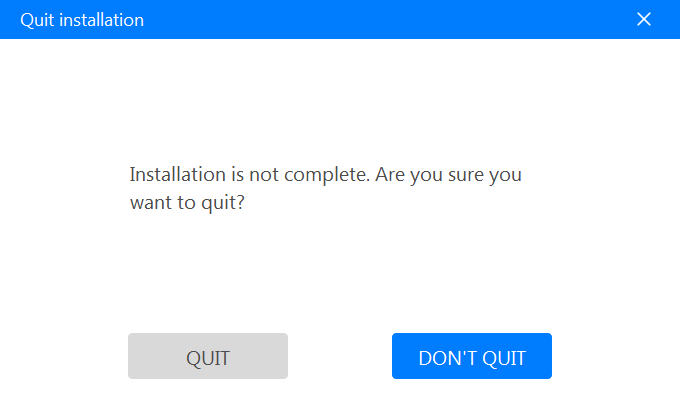 Quit installation
Installation is not complete. Are you sure you
want to quit?
QUIT
DON'T QUIT